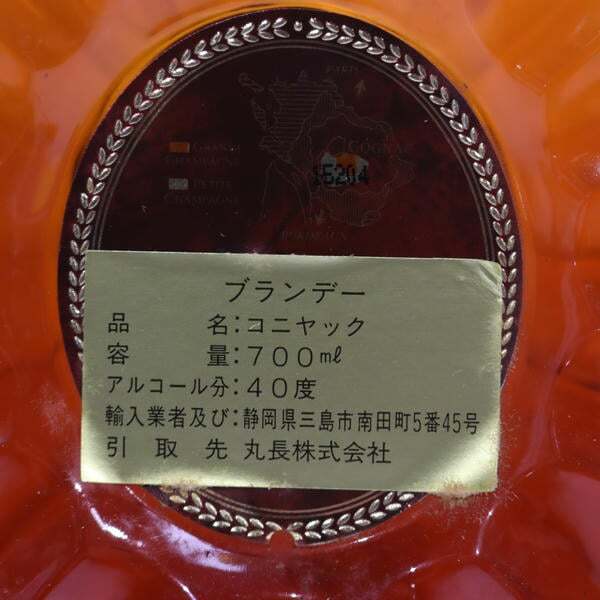 PARIS
COGNAC
GRANDE
CHAMPAGNE
15204
PETITE
CHAMPAGNE
ブランデー
品 名:コニヤック
容 量:700ml
アルコール分:40度
輸入業者及び:静岡県三島市南田町5番45号
引 取 先 丸長株式会社